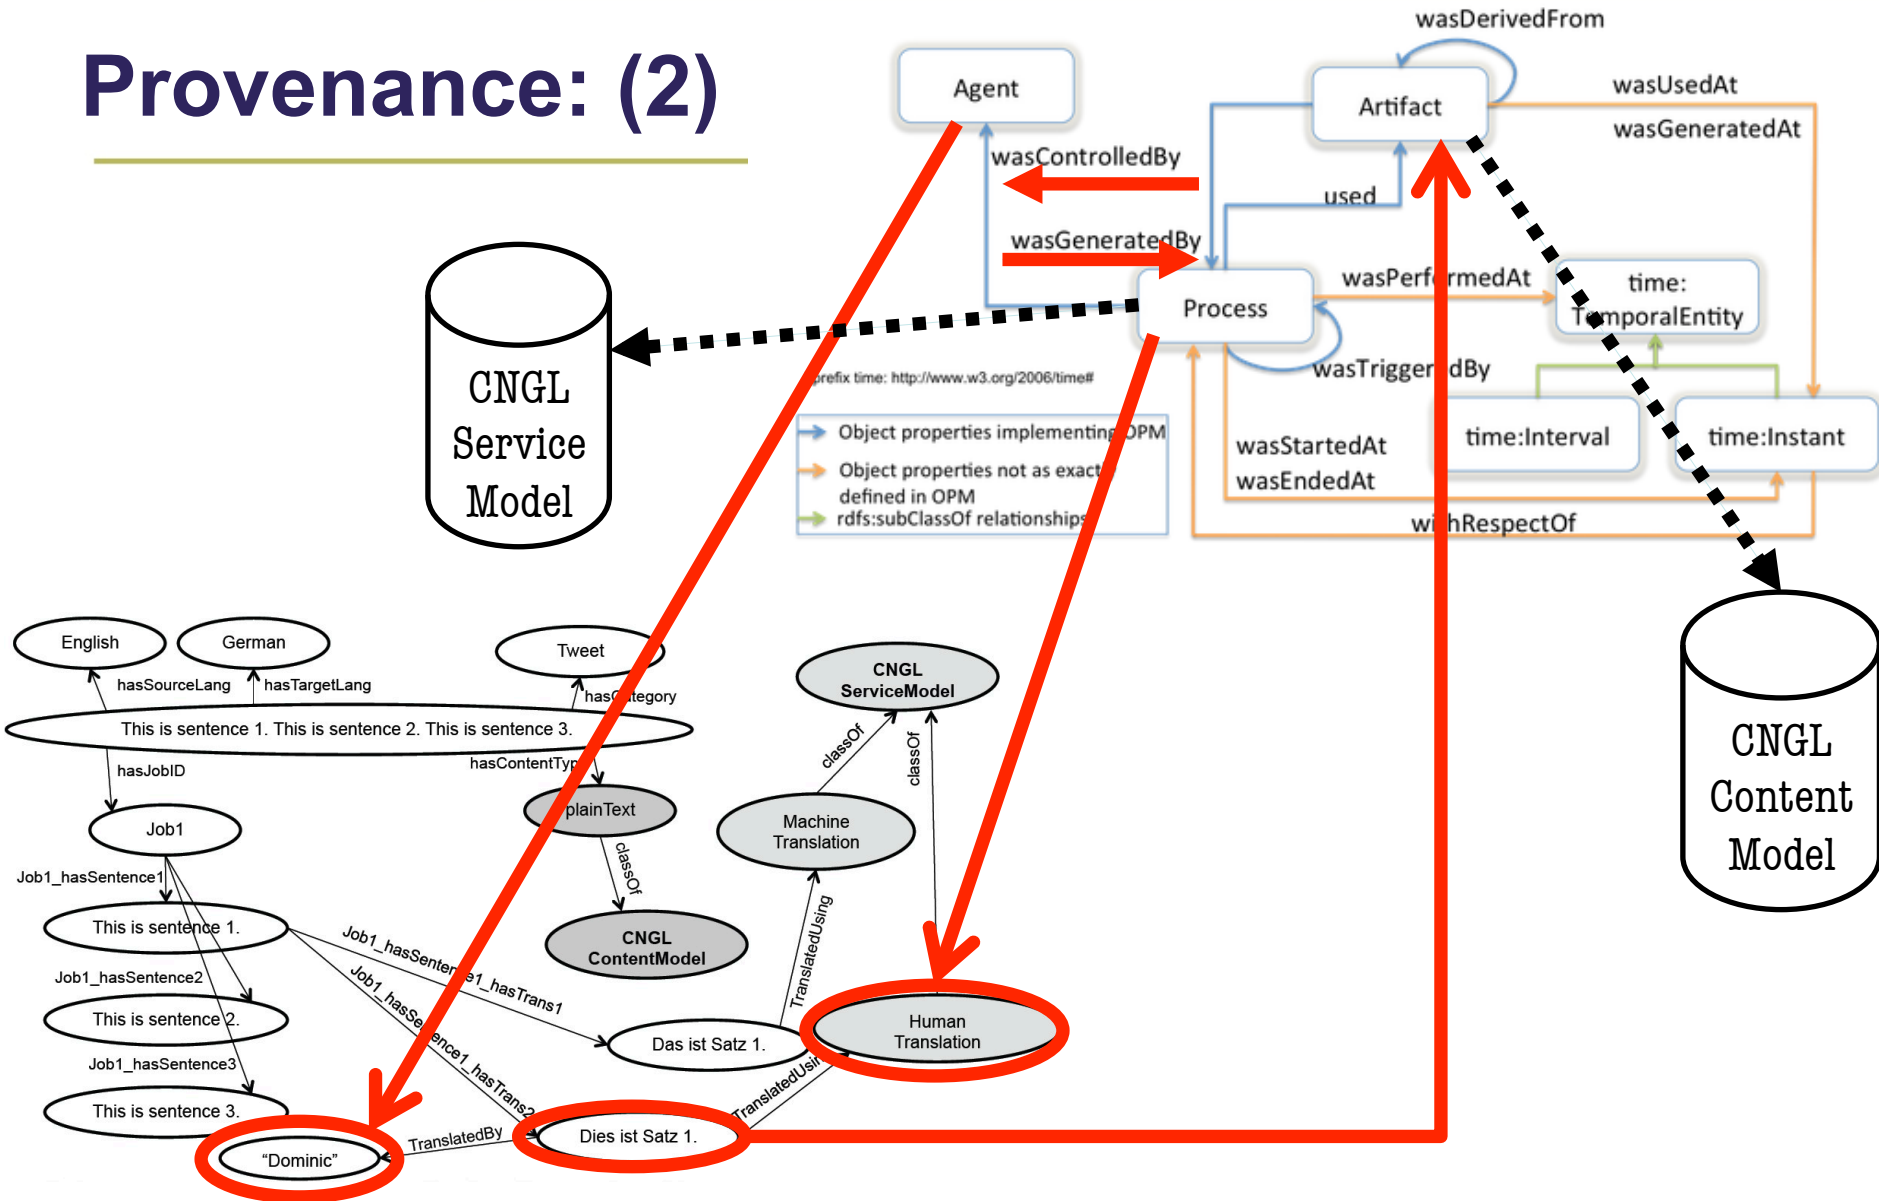 Provenance: (2)
wasDerivedFrom
Agent
Artifact
wasUsedAt
wasGeneratedAt
wasControlledBy
used
wasGeneratedBy
wasPerformedAt
time:
TemporalEntity
Process
wasTriggeredBy
prefix time: http://www.w3.org/2006/time#
Object properties implementing OPM
Object properties not as exactly
defined in OPM
rdfs:subClassOf relationships
wasStartedAt
wasEndedAt
time:Interval
time:Instant
withRespectOf
CNGL
Service
Model
CNGL
Content
Model
English
German
Tweet
hasSourceLang
hasTargetLang
hasCategory
This is sentence 1. This is sentence 2. This is sentence 3.
hasJobID
hasContentType
plainText
Job1
classOf
CNGL
ContentModel
CNGL
ServiceModel
classOf
classOf
Machine
Translation
Job1_hasSentence1
This is sentence 1.
Job1_hasSentence2
This is sentence 2.
Job1_hasSentence3
This is sentence 3.
Job1_hasSentence1_hasTrans1
Job1_hasSentence1_hasTrans2
TranslatedUsing
Das ist Satz 1.
Human
Translation
TranslatedUsing
Dies ist Satz 1.
TranslatedBy
“Dominic”